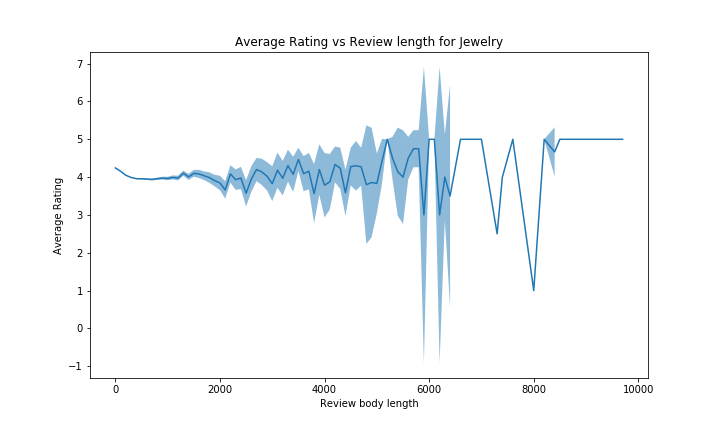 Average Rating vs Review length for Jewelry
7
6
5
4
3
2
1
0
−1
Average Rating
0 2000 4000 6000 8000 10000
Review body length